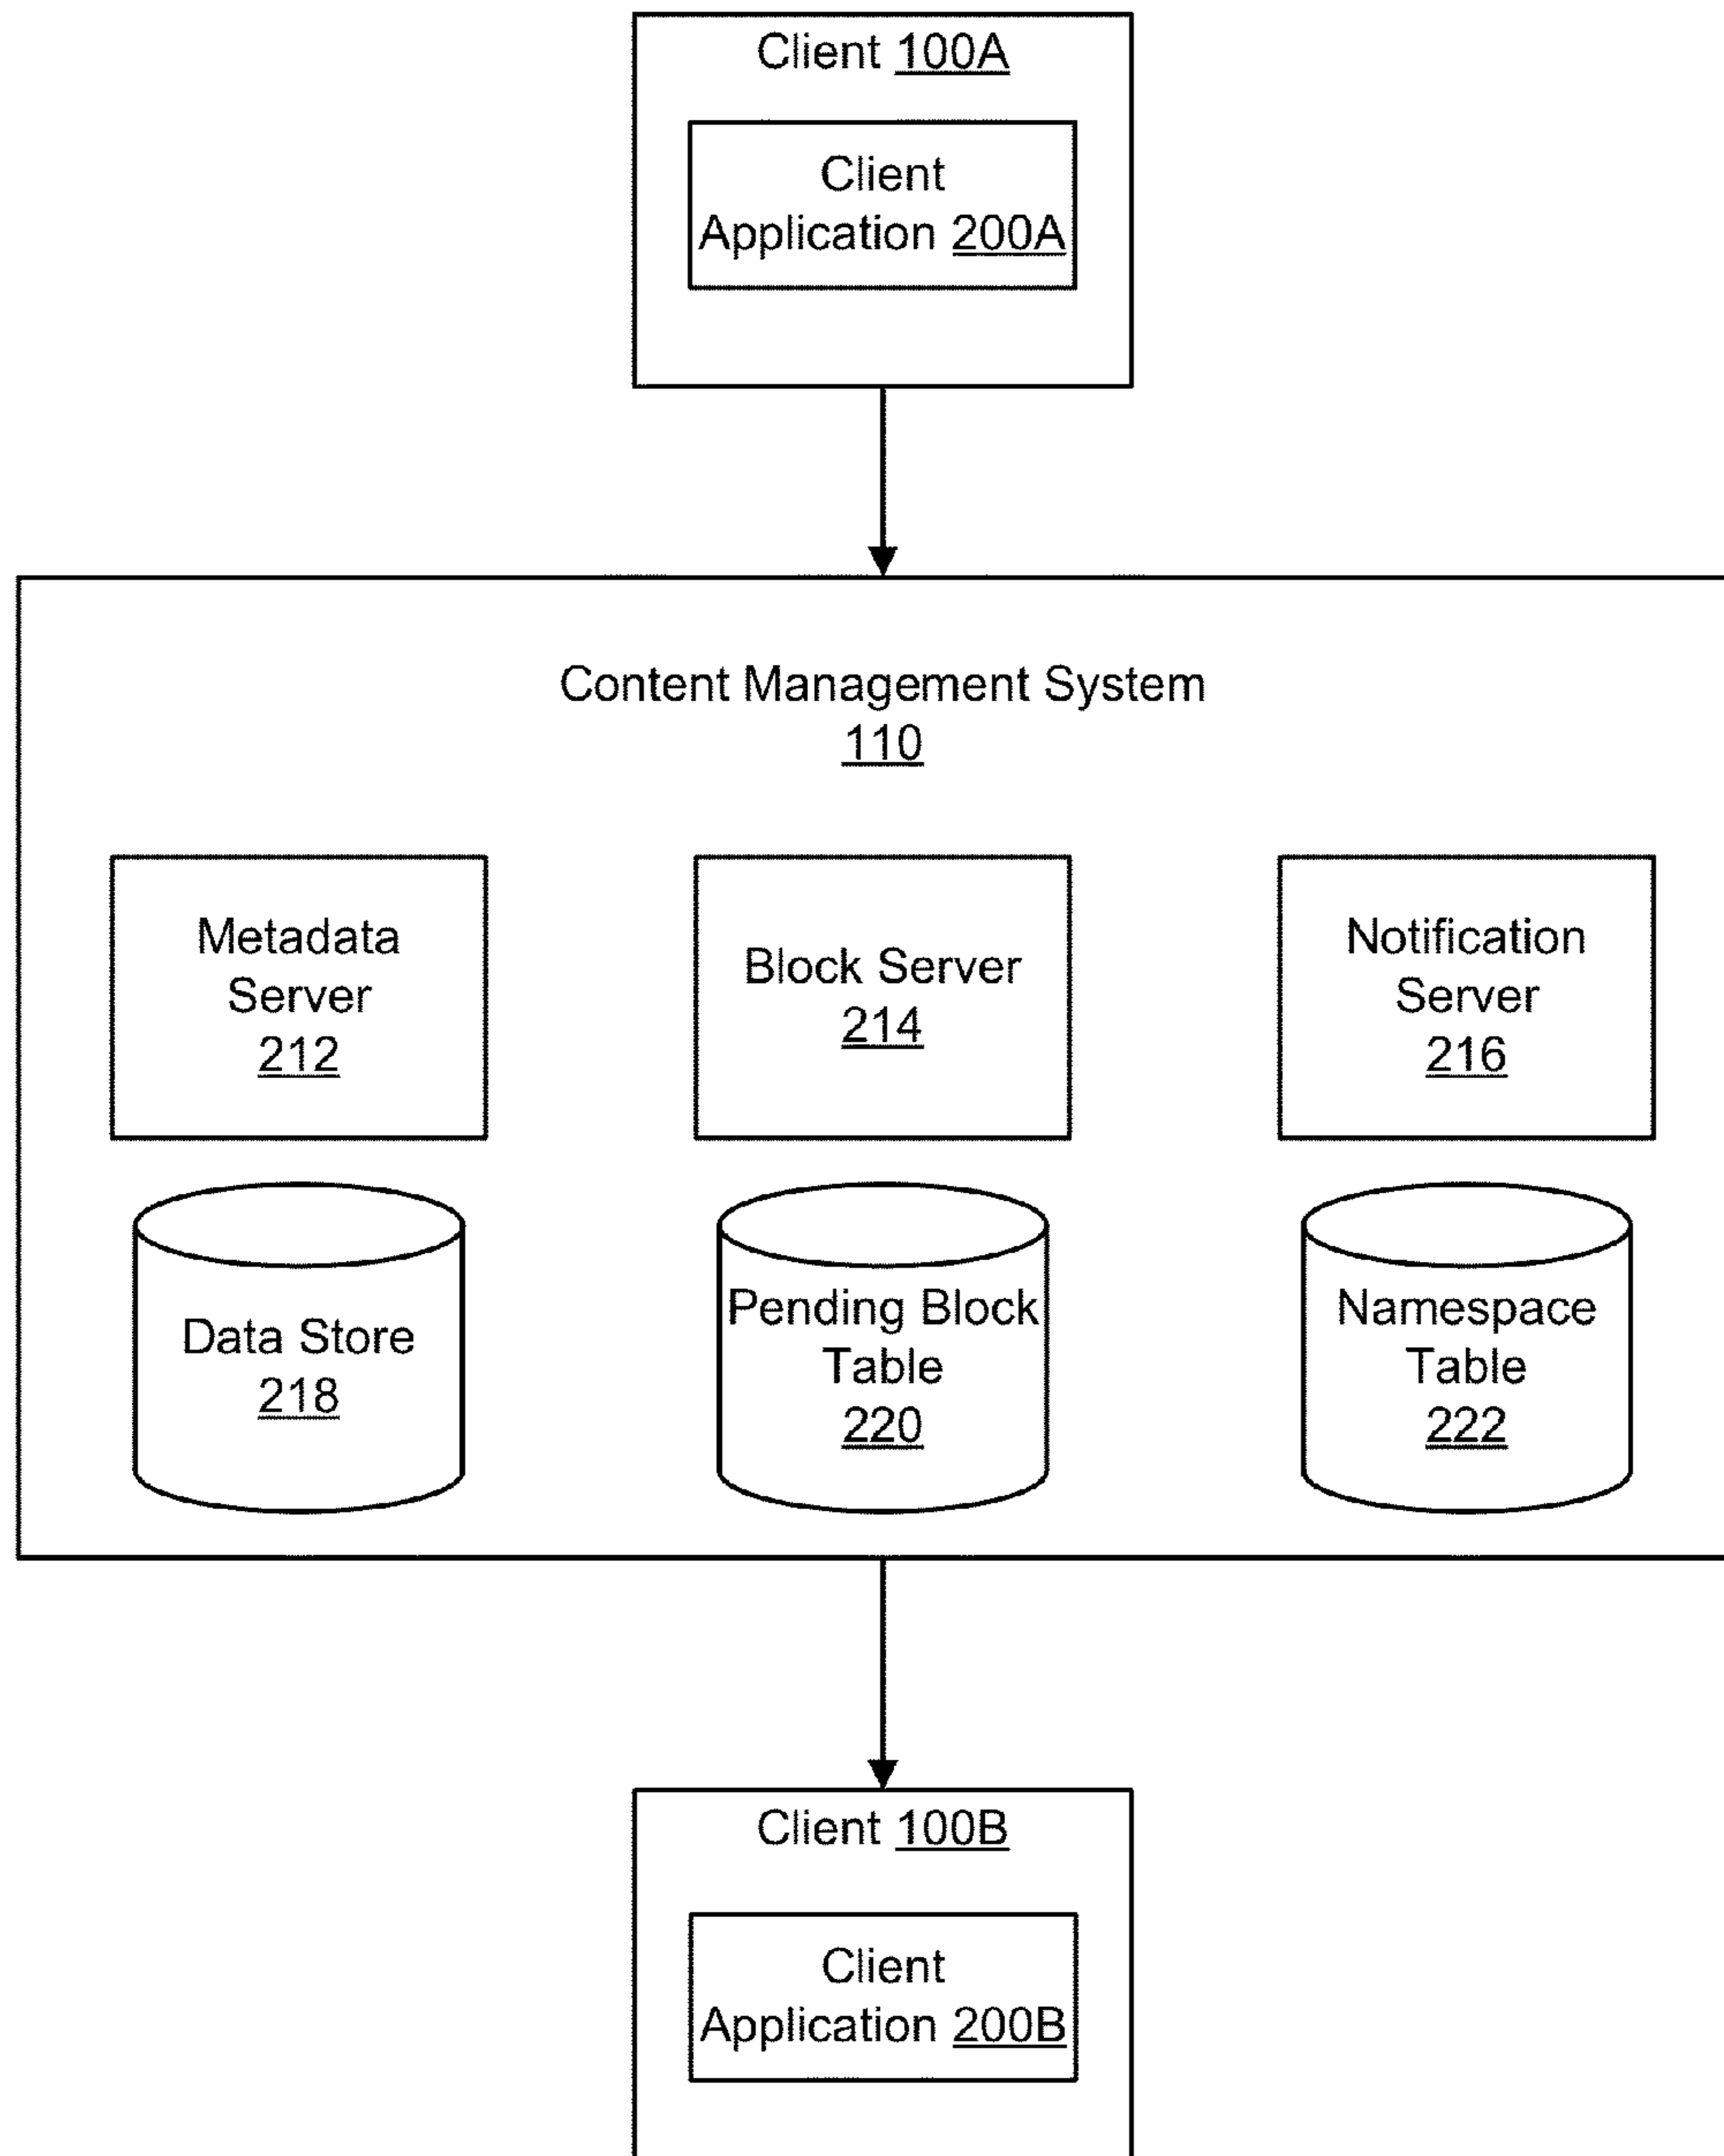 Client 100A
Client
Application 200A
Content Management System
110
Metadata
Server
212
Block Server
214
Notification
Server
216
Data Store
218
Pending Block
Table
220
Namespace
Table
222
Client 100B
Client
Application 200B